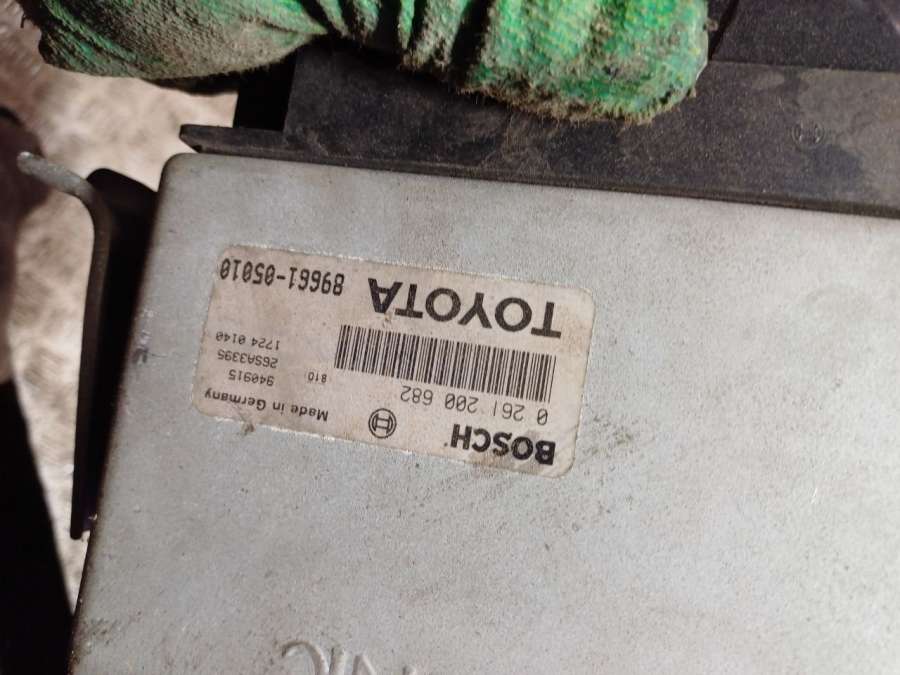 BOSCH
Made in Germany
0 261 200 682
940915
810
26SA3395
1724 0140
TOYOTA
89661-05010